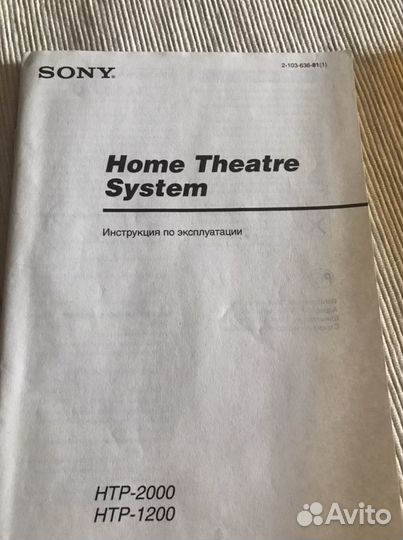 SONY®
2-103-636-81(1)
Home Theatre
System
Инструкция по эксплуатации
HTP-2000
HTP-1200
Avito